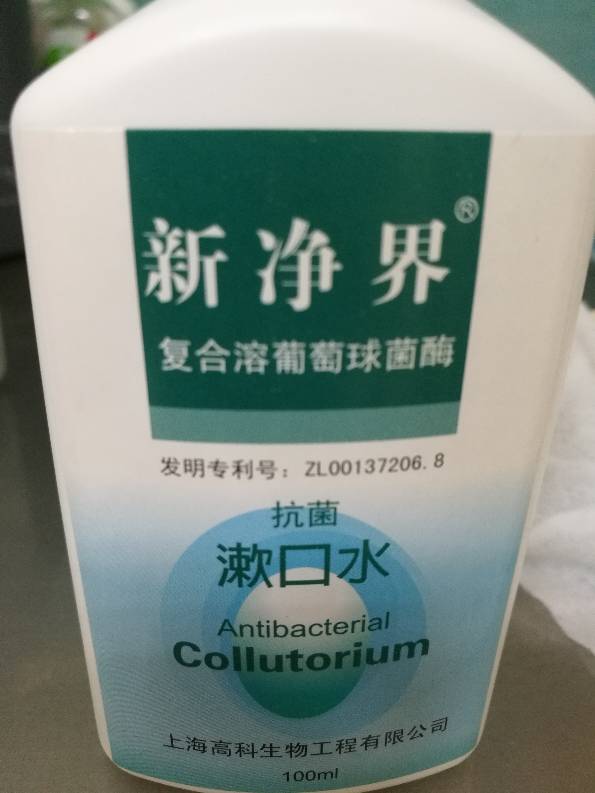 新净界®
复合溶葡萄球菌酶
发明专利号：ZL00137206.8
抗菌
漱口水
Antibacterial
Collutorium
上海高科生物工程有限公司
100ml